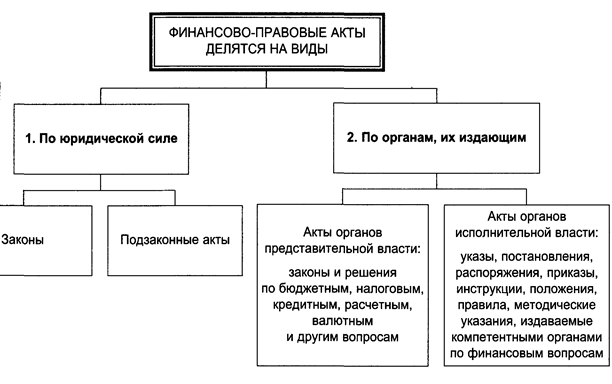 ФИНАНСОВО-ПРАВОВЫЕ АКТЫ
ДЕЛЯТСЯ НА ВИДЫ
1. По юридической силе
2. По органам, их издающим
Законы
Подзаконные акты
Акты органов
представительной власти:
законы и решения
по бюджетным, налоговым,
кредитным, расчетным,
валютным
и другим вопросам
Акты органов
исполнительной власти:
указы, постановления,
распоряжения, приказы,
инструкции, положения,
правила, методические
указания, издаваемые
компетентными органами
по финансовым вопросам